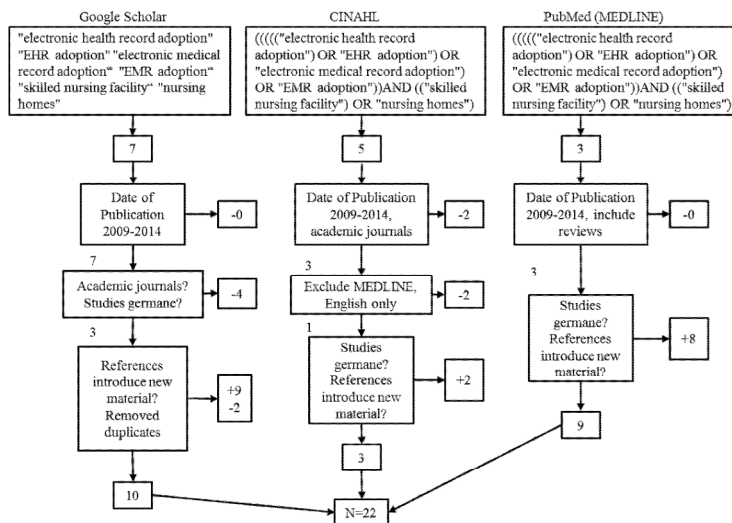 Google Scholar
"electronic health record adoption"
"EHR adoption" "electronic medical
record adoption“ "EMR adoption“
"skilled nursing facility“ "nursing
homes"
7
Date of
Publication
2009-2014
-0
7
Academic journals?
Studies germane?
-4
3
References
introduce new
material?
Removed
duplicates
+9
-2
10
CINAHL
((((("electronic health record
adoption") OR "EHR adoption") OR
"electronic medical record adoption")
OR "EMR adoption"))AND (("skilled
nursing facility") OR "nursing homes")
5
Date of Publication
2009-2014,
academic journals
-2
3
Exclude MEDLINE,
English only
-2
1
Studies
germane?
References
introduce new
material?
+2
3
PubMed (MEDLINE)
((((("electronic health record
adoption") OR "EHR adoption") OR
"electronic medical record adoption")
OR "EMR adoption"))AND (("skilled
nursing facility") OR "nursing homes")
3
Date of Publication
2009-2014, include
reviews
-0
3
Studies
germane?
References
introduce new
material?
+8
9
N=22